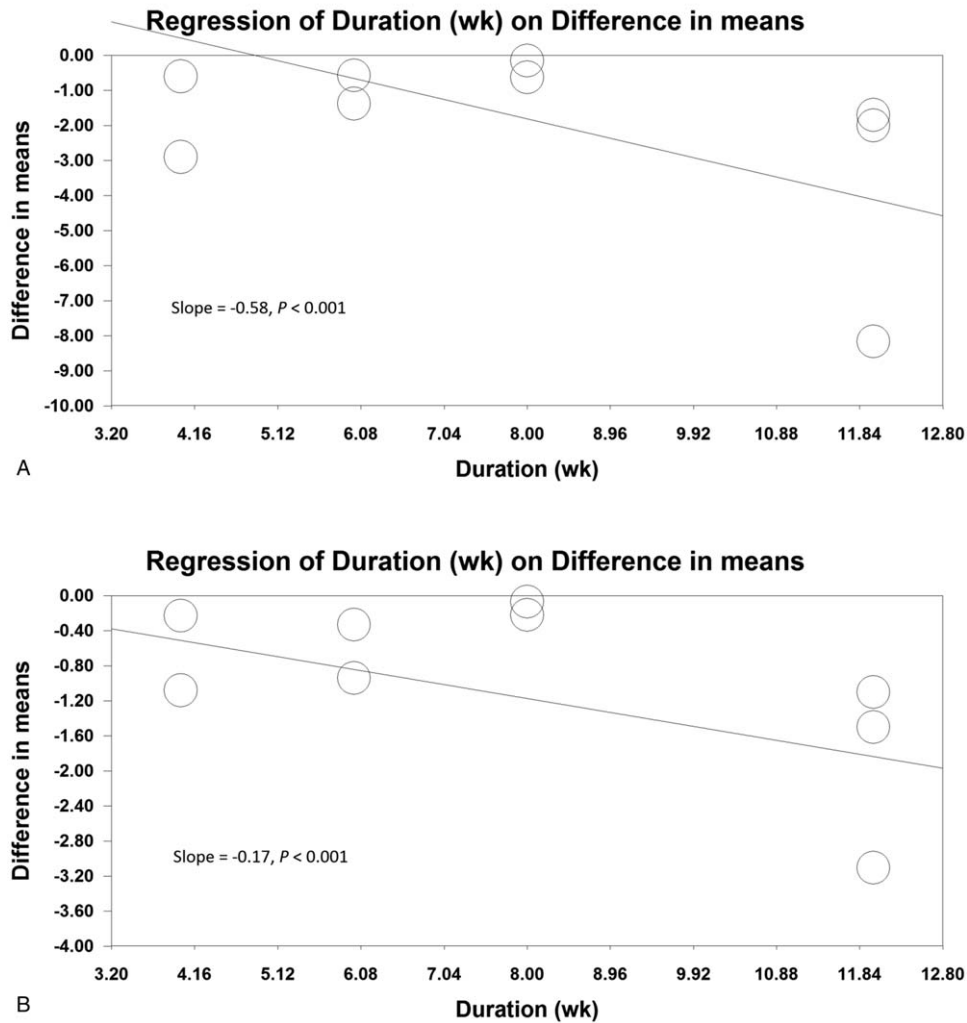 Regression of Duration (wk) on Difference in means
0.00
-1.00
-2.00
-3.00
-4.00
-5.00
-6.00
-7.00
-8.00
-9.00
-10.00
Difference in means
Slope = -0.58, P < 0.001
3.20 4.16 5.12 6.08 7.04 8.00 8.96 9.92 10.88 11.84 12.80
A
Duration (wk)
Regression of Duration (wk) on Difference in means
0.00
-0.40
-0.80
-1.20
-1.60
-2.00
-2.40
-2.80
-3.20
-3.60
-4.00
Difference in means
Slope = -0.17, P < 0.001
3.20 4.16 5.12 6.08 7.04 8.00 8.96 9.92 10.88 11.84 12.80
B
Duration (wk)